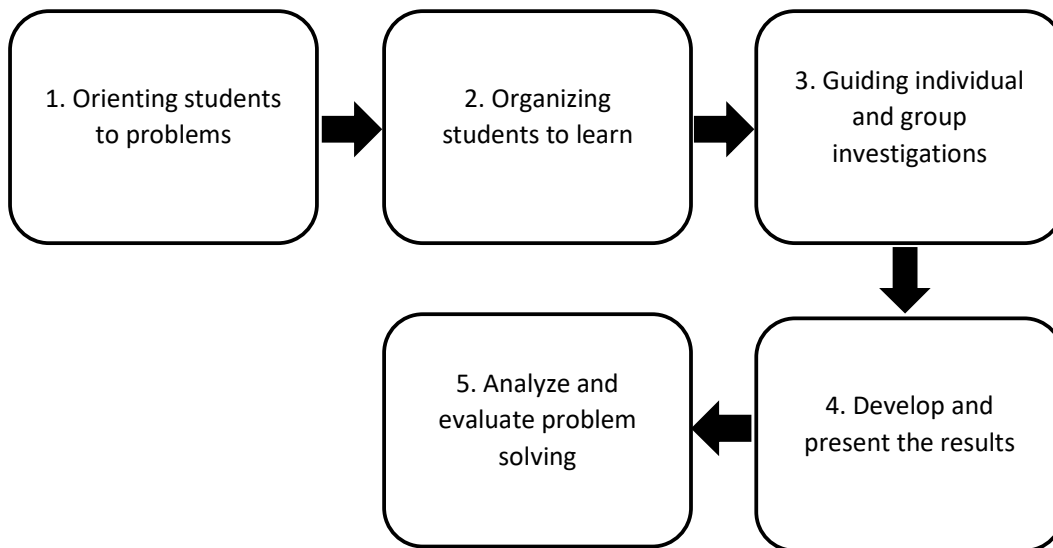 1. Orienting students
to problems
2. Organizing
students to learn
3. Guiding individual
and group
investigations
4. Develop and
present the results
5. Analyze and
evaluate problem
solving